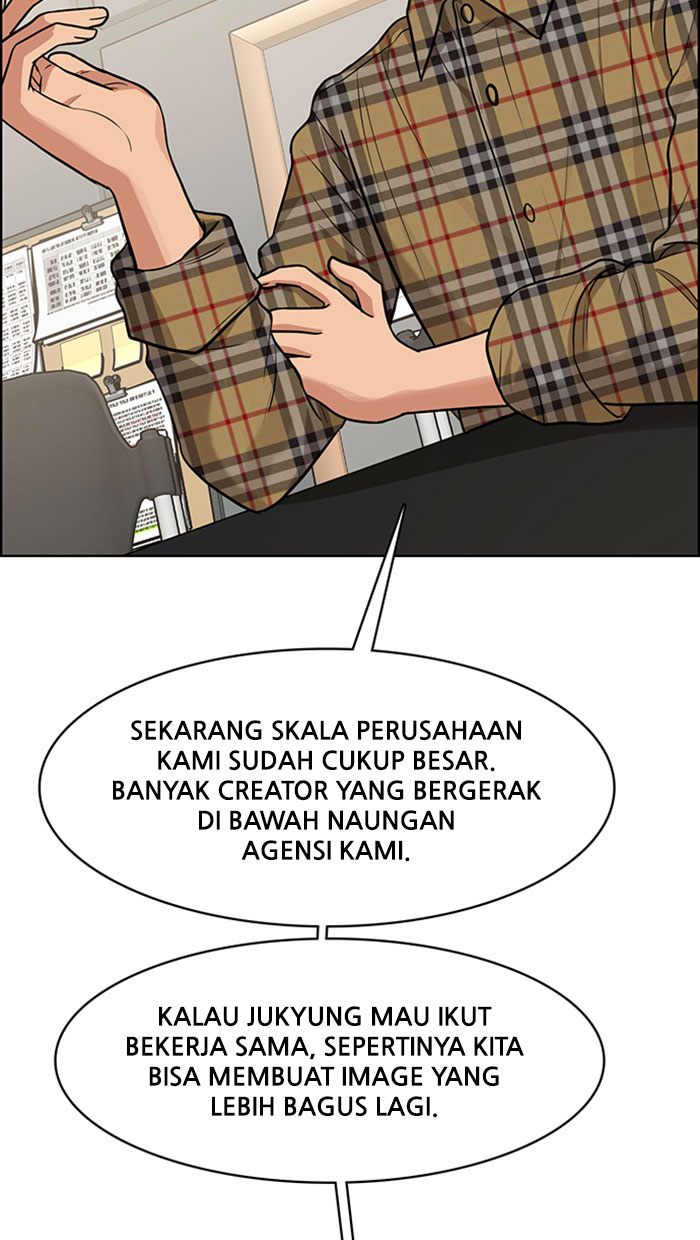 SEKARANG SKALA PERUSAHAAN
KAMI SUDAH CUKUP BESAR.
BANYAK CREATOR YANG BERGERAK
DI BAWAH NAUNGAN
AGENSI KAMI.
KALAU JUKYUNG MAU IKUT
BEKERJA SAMA, SEPERTINYA KITA
BISA MEMBUAT IMAGE YANG
LEBIH BAGUS LAGI.